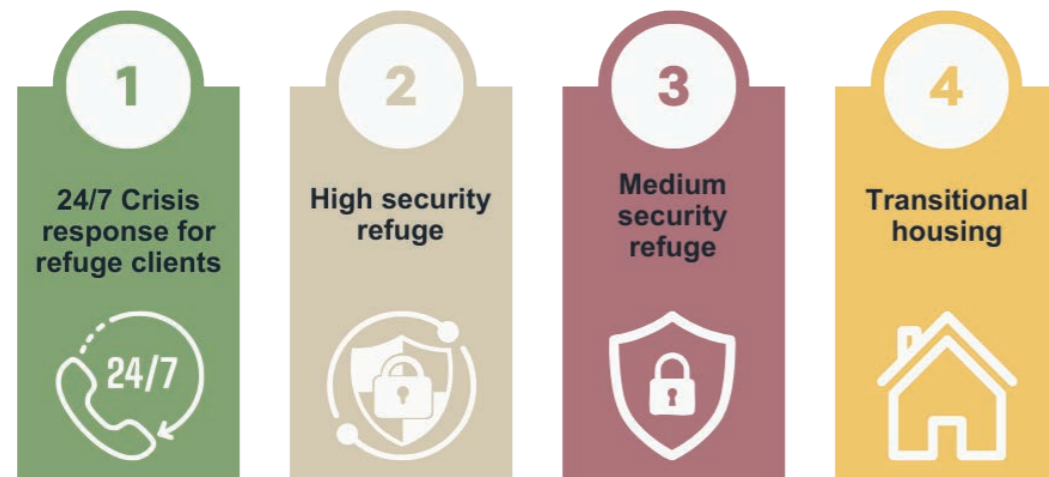 1
24/7 Crisis
response for
refuge clients
24/7
2
High security
refuge
3
Medium
security
refuge
4
Transitional
housing